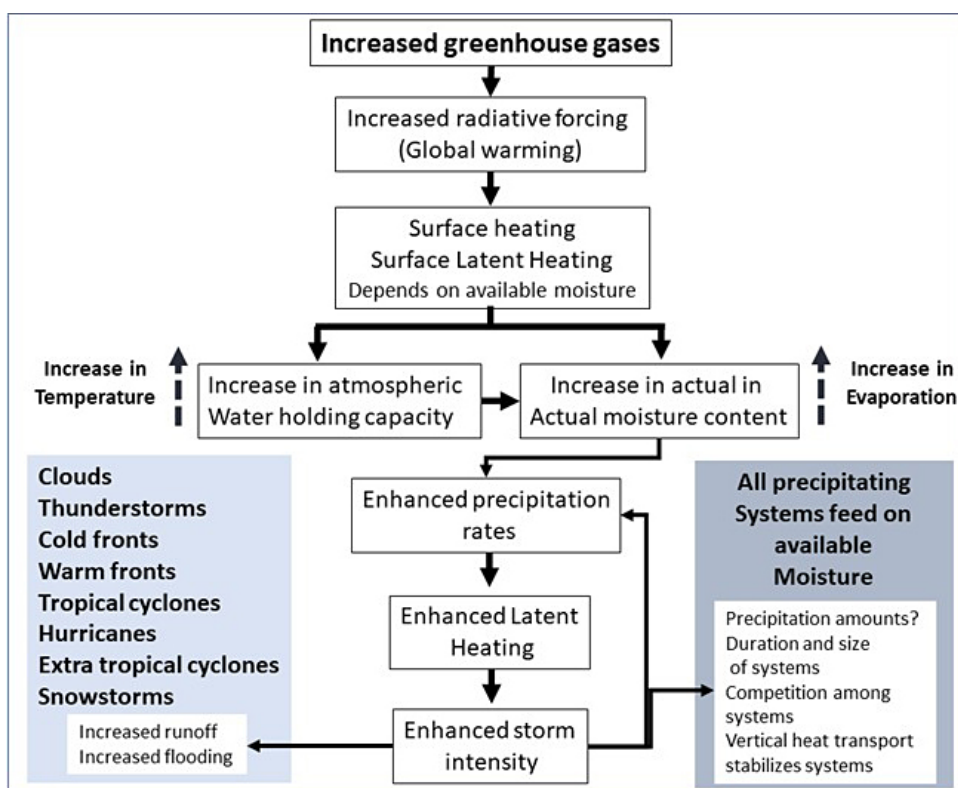 Increased greenhouse gases
Increased radiative forcing
(Global warming)
Surface heating
Surface Latent Heating
Depends on available moisture
Increase in
Temperature
Increase in atmospheric
Water holding capacity
Increase in actual in
Actual moisture content
Increase in
Evaporation
Clouds
Thunderstorms
Cold fronts
Warm fronts
Tropical cyclones
Hurricanes
Extra tropical cyclones
Snowstorms
Increased runoff
Increased flooding
Enhanced precipitation
rates
Enhanced Latent
Heating
Enhanced storm
intensity
All precipitating
Systems feed on
available
Moisture
Precipitation amounts?
Duration and size
of systems
Competition among
systems
Vertical heat transport
stabilizes systems